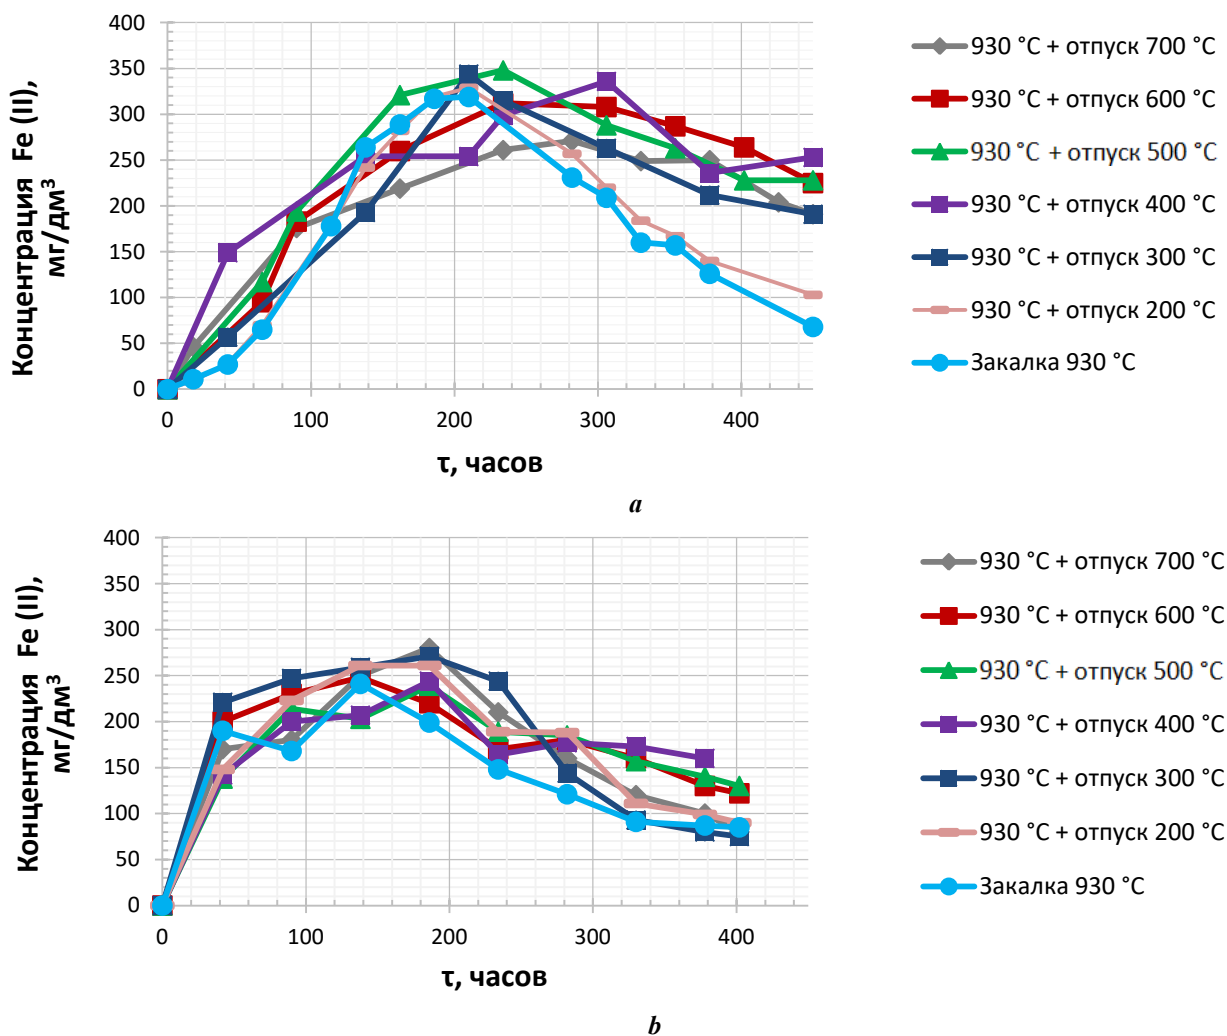 400
350
300
250
200
150
100
50
0
Концентрация Fe (II),
мг/дм³
0 100 200 300 400
τ, часов
930 °C + отпуск 700 °C
930 °C + отпуск 600 °C
930 °C + отпуск 500 °C
930 °C + отпуск 400 °C
930 °C + отпуск 300 °C
930 °C + отпуск 200 °C
Закалка 930 °C
a
400
350
300
250
200
150
100
50
0
Концентрация Fe (II),
мг/дм³
0 100 200 300 400
τ, часов
930 °C + отпуск 700 °C
930 °C + отпуск 600 °C
930 °C + отпуск 500 °C
930 °C + отпуск 400 °C
930 °C + отпуск 300 °C
930 °C + отпуск 200 °C
Закалка 930 °C
b